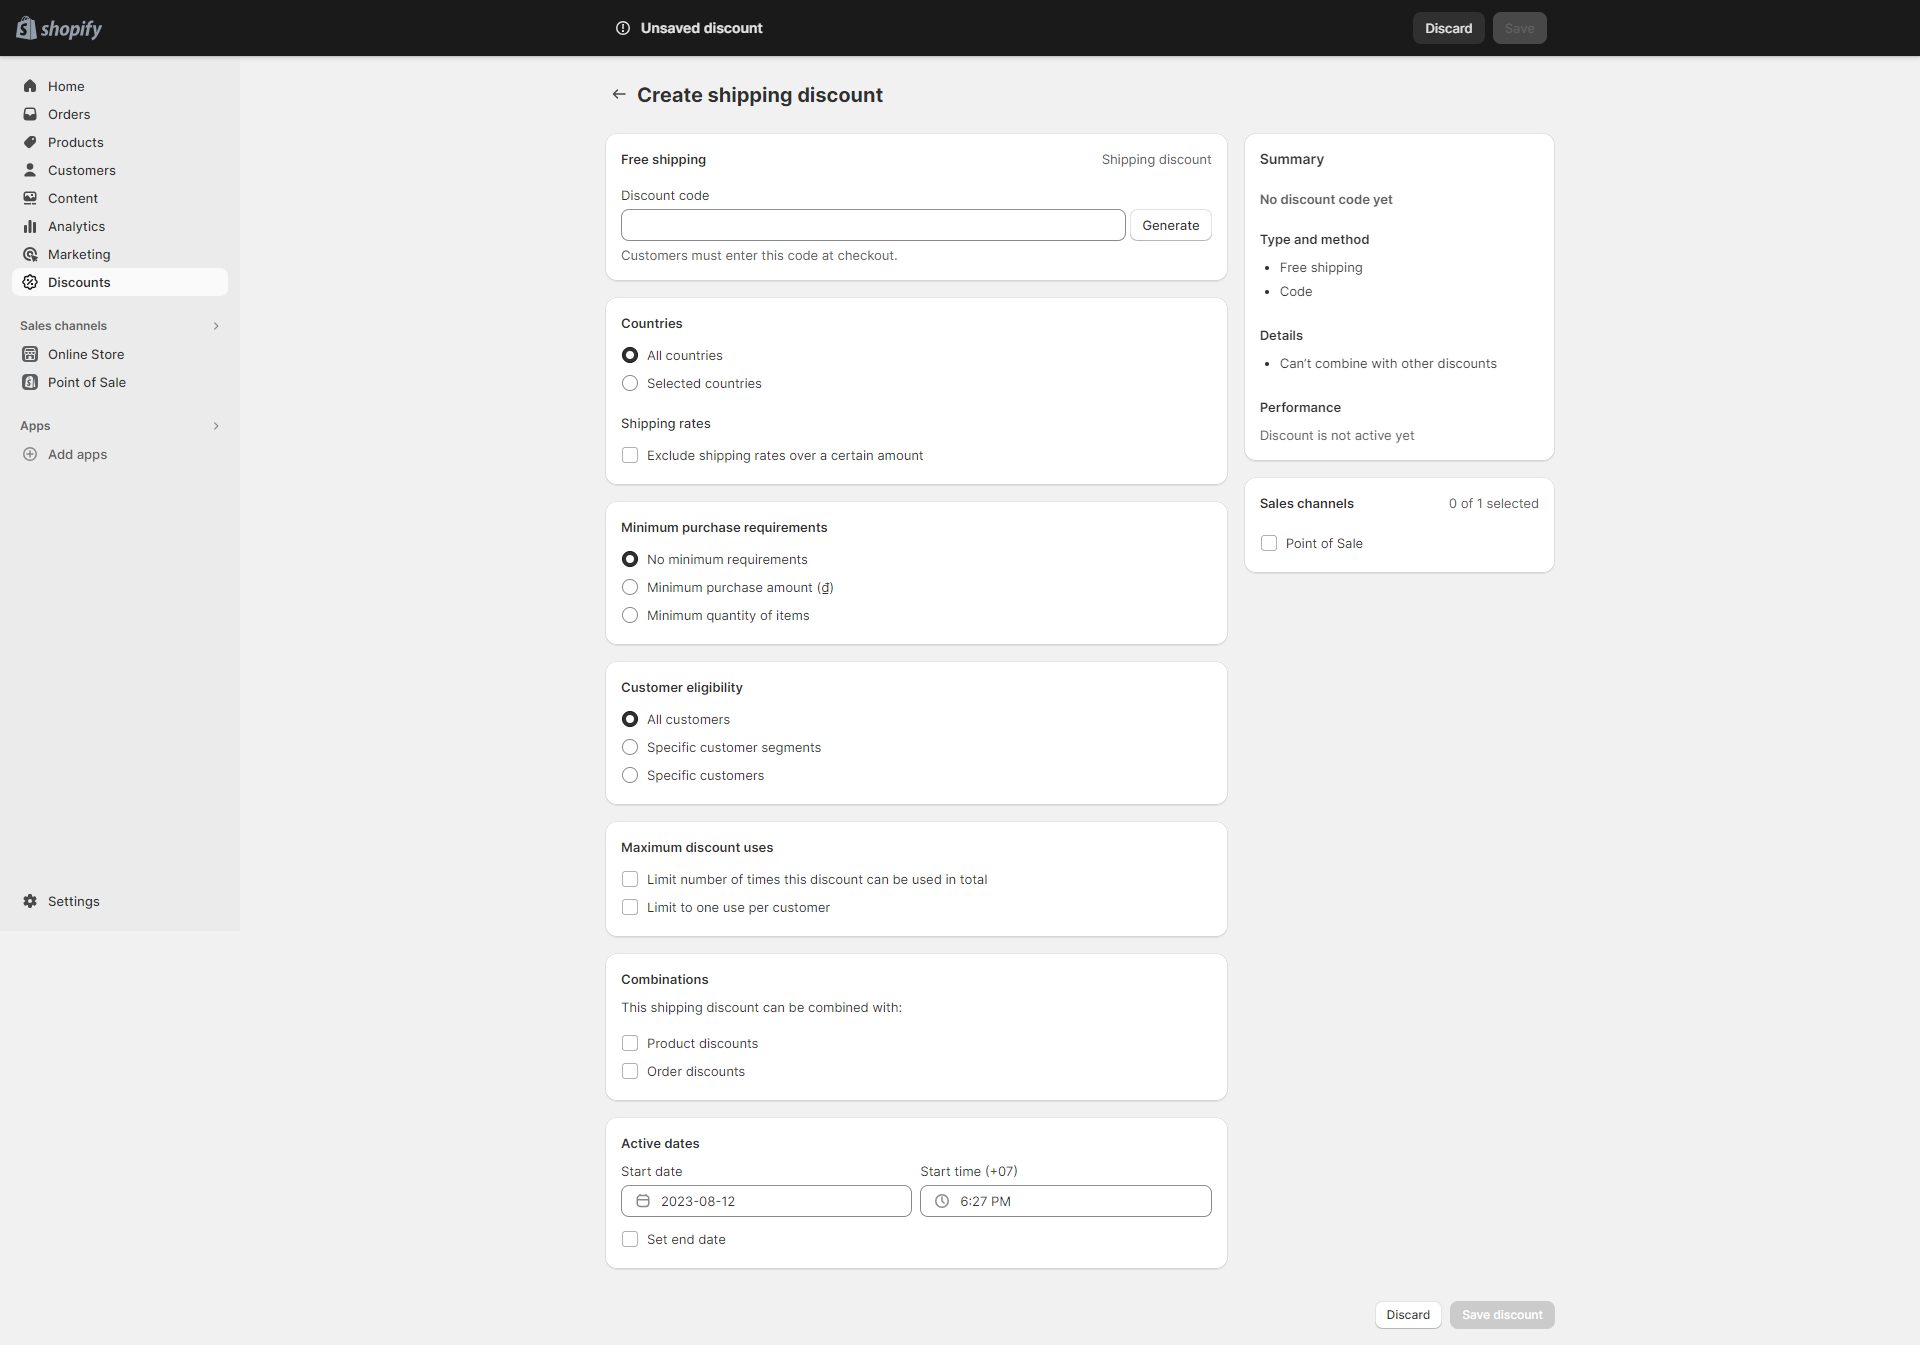 shopify
Unsaved discount
Discard
Save
Home
Orders
Products
Customers
Content
Analytics
Marketing
Discounts
Sales channels
Online Store
Point of Sale
Apps
Add apps
Settings
Create shipping discount
Free shipping
Shipping discount
Discount code
Generate
Customers must enter this code at checkout.
Countries
All countries
Selected countries
Shipping rates
Exclude shipping rates over a certain amount
Minimum purchase requirements
No minimum requirements
Minimum purchase amount (₫)
Minimum quantity of items
Customer eligibility
All customers
Specific customer segments
Specific customers
Maximum discount uses
Limit number of times this discount can be used in total
Limit to one use per customer
Combinations
This shipping discount can be combined with:
Product discounts
Order discounts
Active dates
Start date
Start time (+07)
2023-08-12
6:27 PM
Set end date
Summary
No discount code yet
Type and method
• Free shipping
• Code
Details
• Can’t combine with other discounts
Performance
Discount is not active yet
Sales channels
0 of 1 selected
Point of Sale
Discard
Save discount